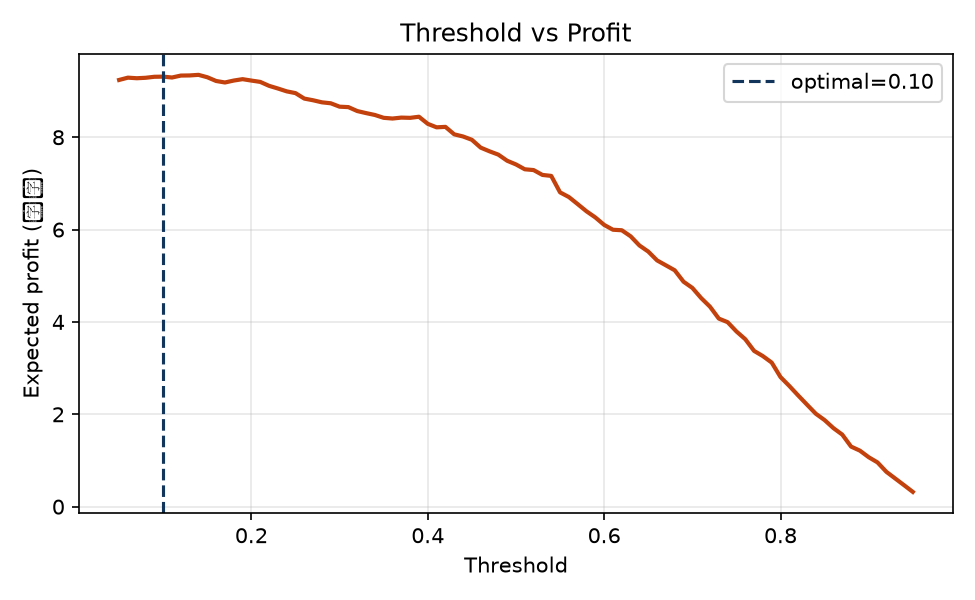 Threshold vs Profit
optimal=0.10
Expected profit ()
8
6
4
2
0
0.2
0.4
0.6
0.8
Threshold